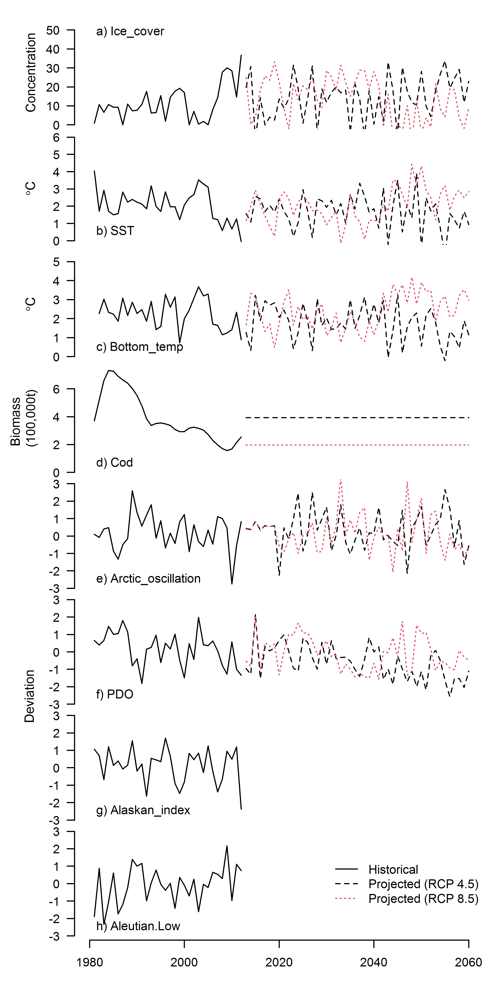 a) Ice_cover
Concentration
50
40
30
20
10
0
b) SST
°C
6
5
4
3
2
1
0
c) Bottom_temp
°C
5
4
3
2
1
0
d) Cod
Biomass
(100,000t)
6
4
2
0
e) Arctic_oscillation
3
2
1
0
-1
-2
-3
f) PDO
Deviation
3
2
1
0
-1
-2
-3
g) Alaskan_index
3
2
1
0
-1
-2
-3
h) Aleutian.Low
3
2
1
0
-1
-2
-3
Historical
Projected (RCP 4.5)
Projected (RCP 8.5)
1980 2000 2020 2040 2060